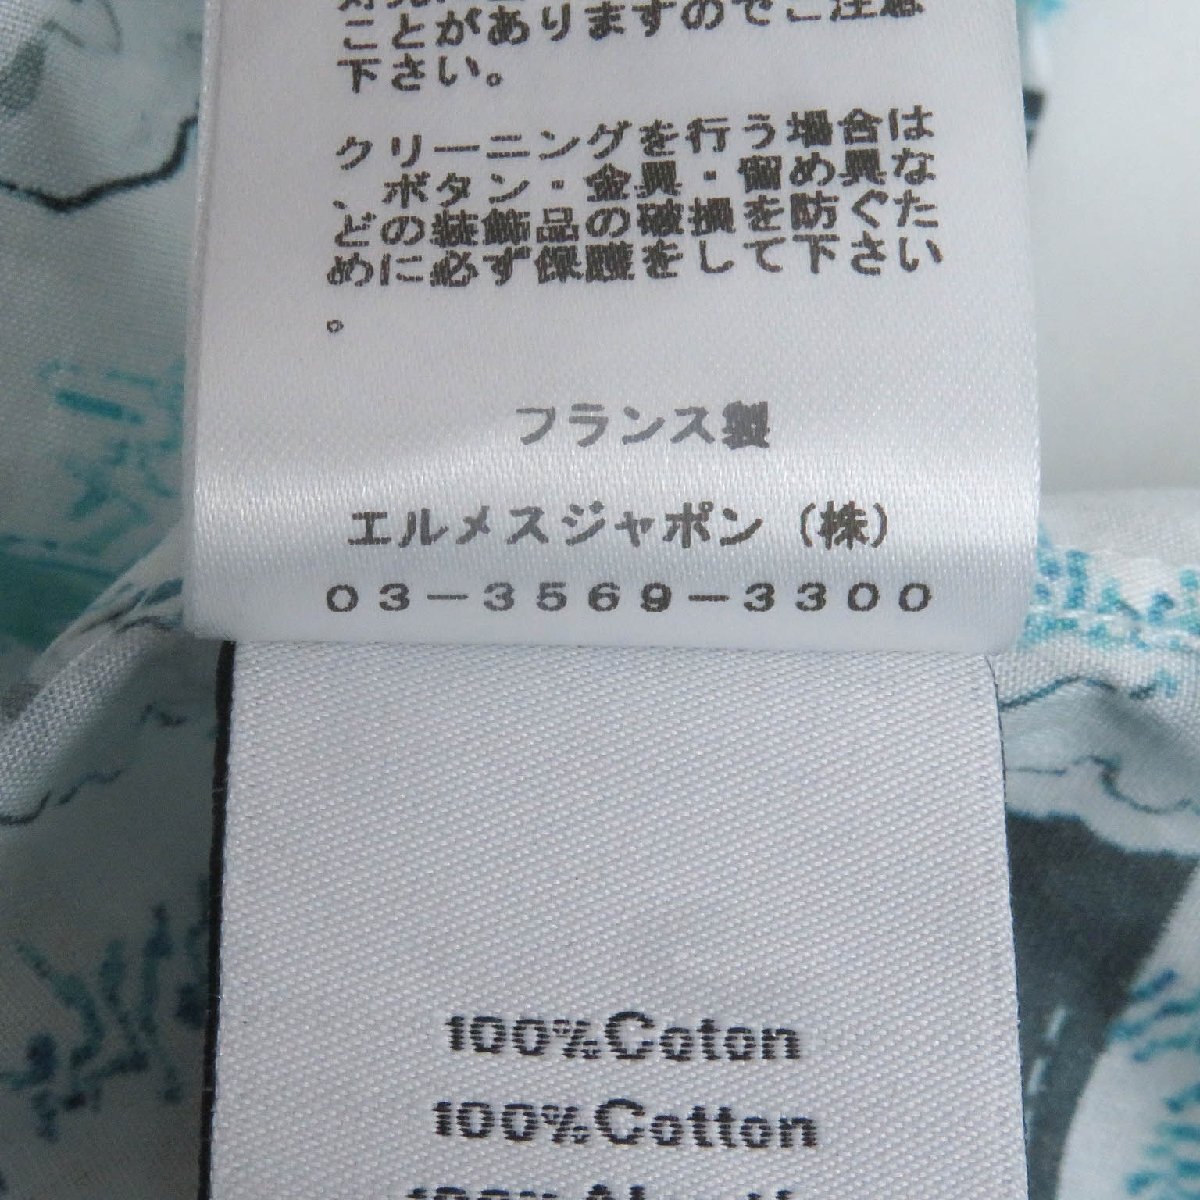 ことがありますのでご注意
下さい。
クリーニングを行う場合は
、ボタン・金具・留め具な
どの装飾品の破損を防ぐた
めに必ず保護をして下さい
。
フランス製
エルメスジャポン（株）
03-3569-3300
100%Coton
100%Cotton